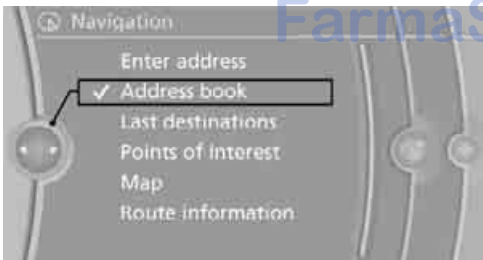 Navigation
Enter address
Address book
Last destinations
Points of Interest
Map
Route information